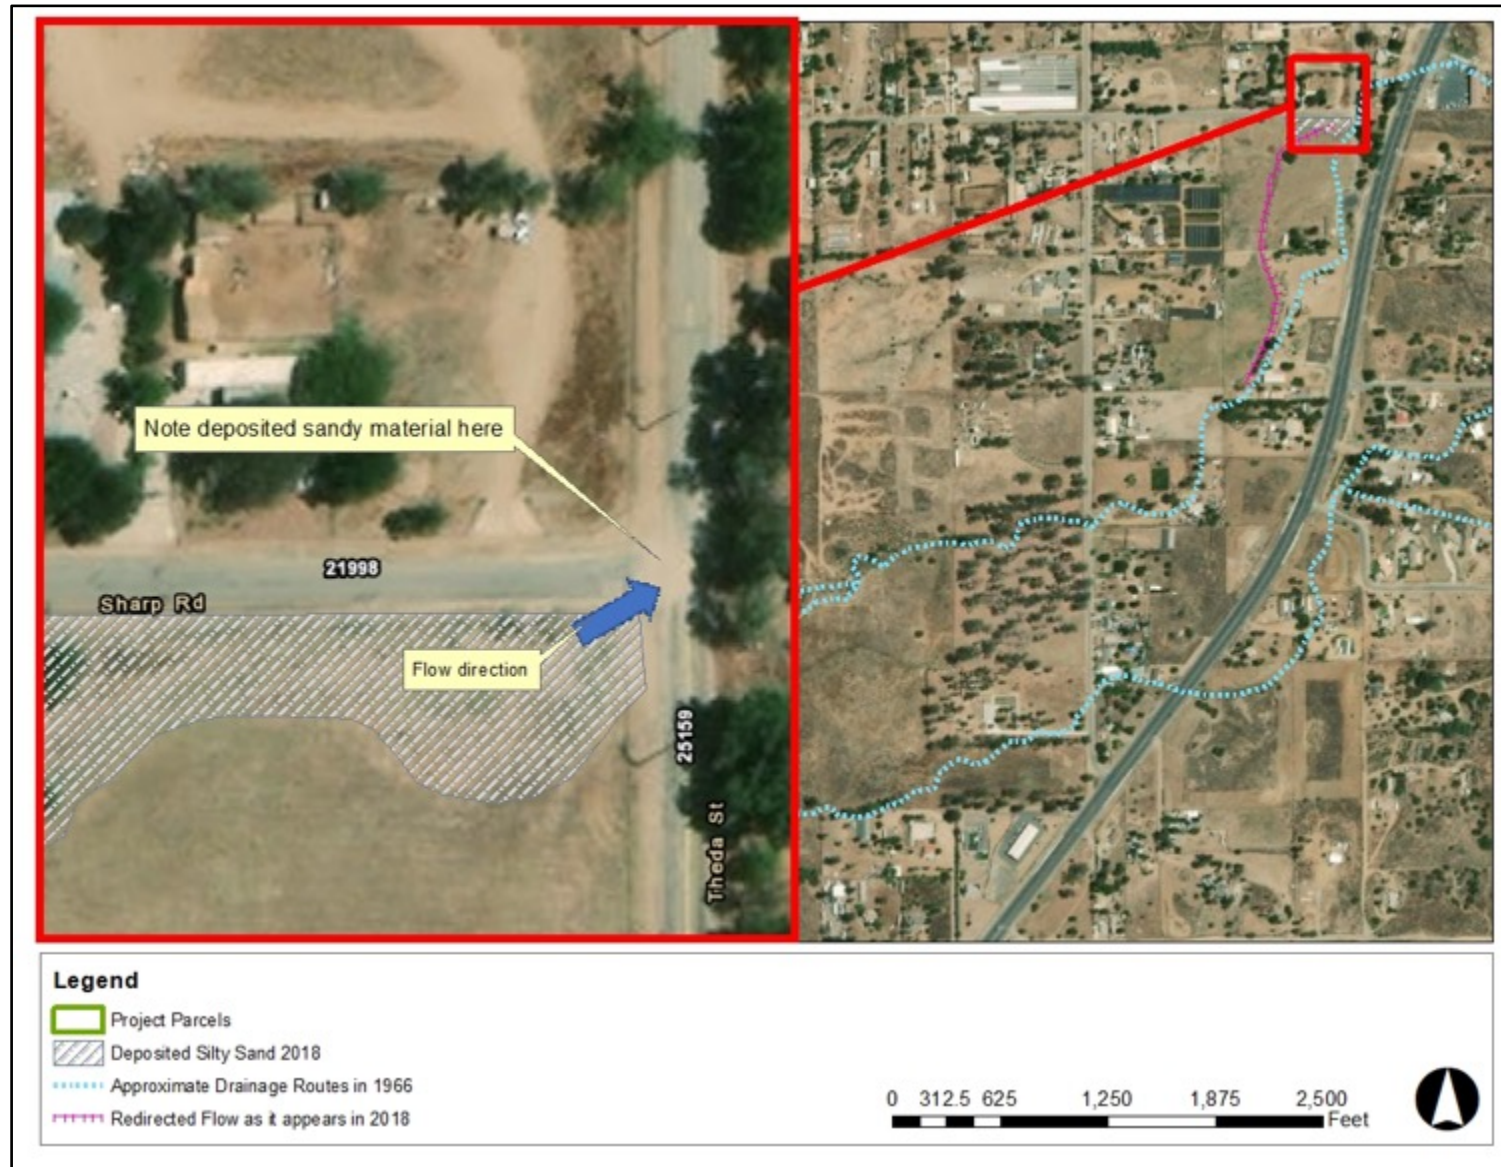 Note deposited sandy material here
21998
Sharp Rd
Flow direction
25159
Theda St
Legend
Project Parcels
Deposited Silty Sand 2018
Approximate Drainage Routes in 1966
Redirected Flow as it appears in 2018
0 312.5 625 1,250 1,875 2,500
Feet